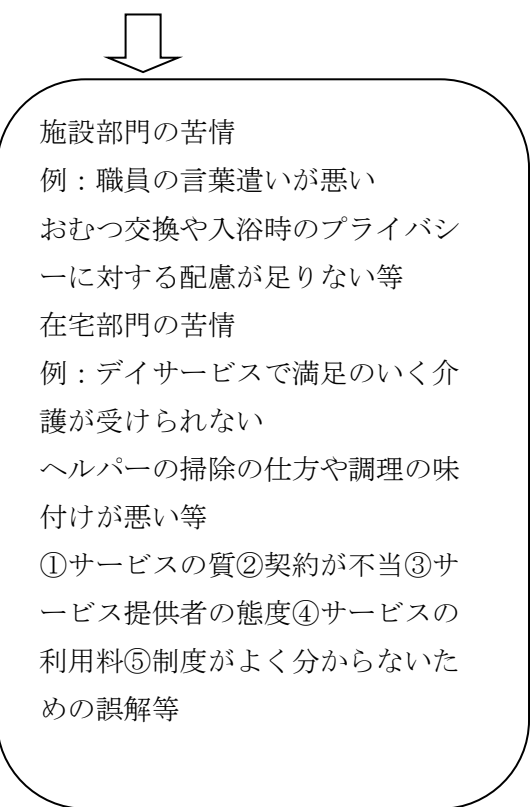 施設部門の苦情
例：職員の言葉遣いが悪い
おむつ交換や入浴時のプライバシ
ーに対する配慮が足りない等
在宅部門の苦情
例：デイサービスで満足のいく介
護が受けられない
ヘルパーの掃除の仕方や調理の味
付けが悪い等
①サービスの質②契約が不当③サ
ービス提供者の態度④サービスの
利用料⑤制度がよく分からないた
めの誤解等